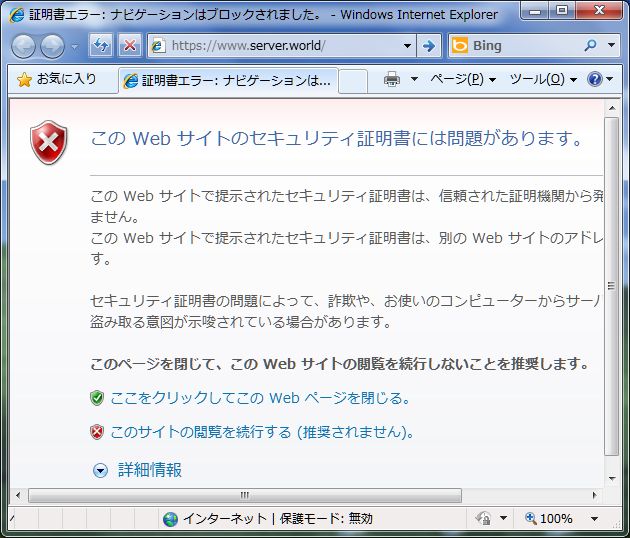 証明書エラー: ナビゲーションはブロックされました。 - Windows Internet Explorer
https://www.server.world/
Bing
お気に入り
証明書エラー: ナビゲーションは...
ページ(P)
ツール(O)
この Web サイトのセキュリティ証明書には問題があります。
この Web サイトで提示されたセキュリティ証明書は、信頼された証明機関から発
ません。
この Web サイトで提示されたセキュリティ証明書は、別の Web サイトのアドレ
す。
セキュリティ証明書の問題によって、詐欺や、お使いのコンピューターからサーバ
盗み取る意図が示唆されている場合があります。
このページを閉じて、この Web サイトの閲覧を続行しないことを推奨します。
ここをクリックしてこの Web ページを閉じる。
このサイトの閲覧を続行する (推奨されません)。
詳細情報
インターネット | 保護モード: 無効
100%